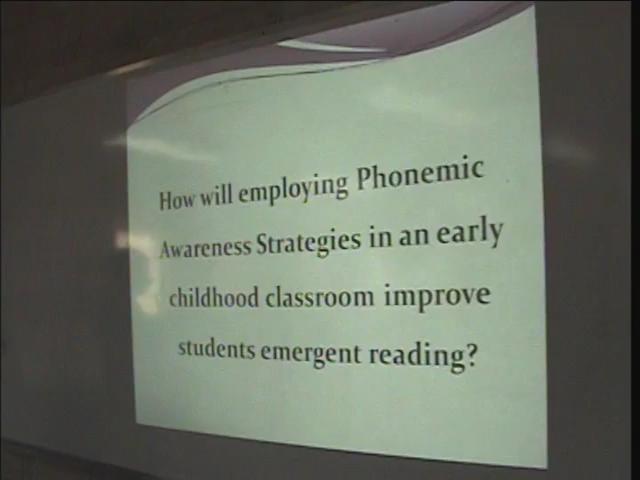 How will employing Phonemic
Awareness Strategies in an early
childhood classroom improve
students emergent reading?